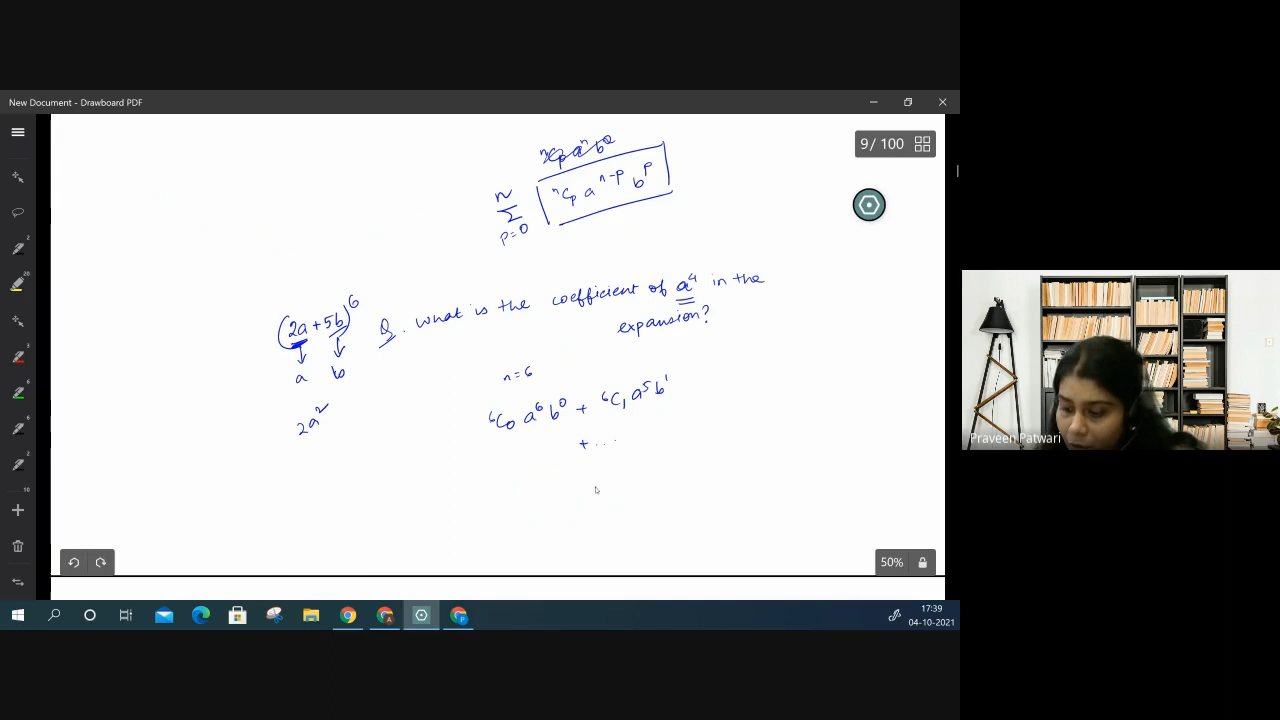 New Document - Drawboard PDF
9 / 100
n
Σ
p=0
ⁿCₚ aⁿ⁻ᵖ bᵖ
(2a+5b)⁶ Q. What is the coefficient of a⁴ in the
expansion?
a b
n=6
2a²
⁶C₀ a⁶ b⁰ + ⁶C₁ a⁵ b¹
+ ...
50%
Praveen Patwari
17:39
04-10-2021